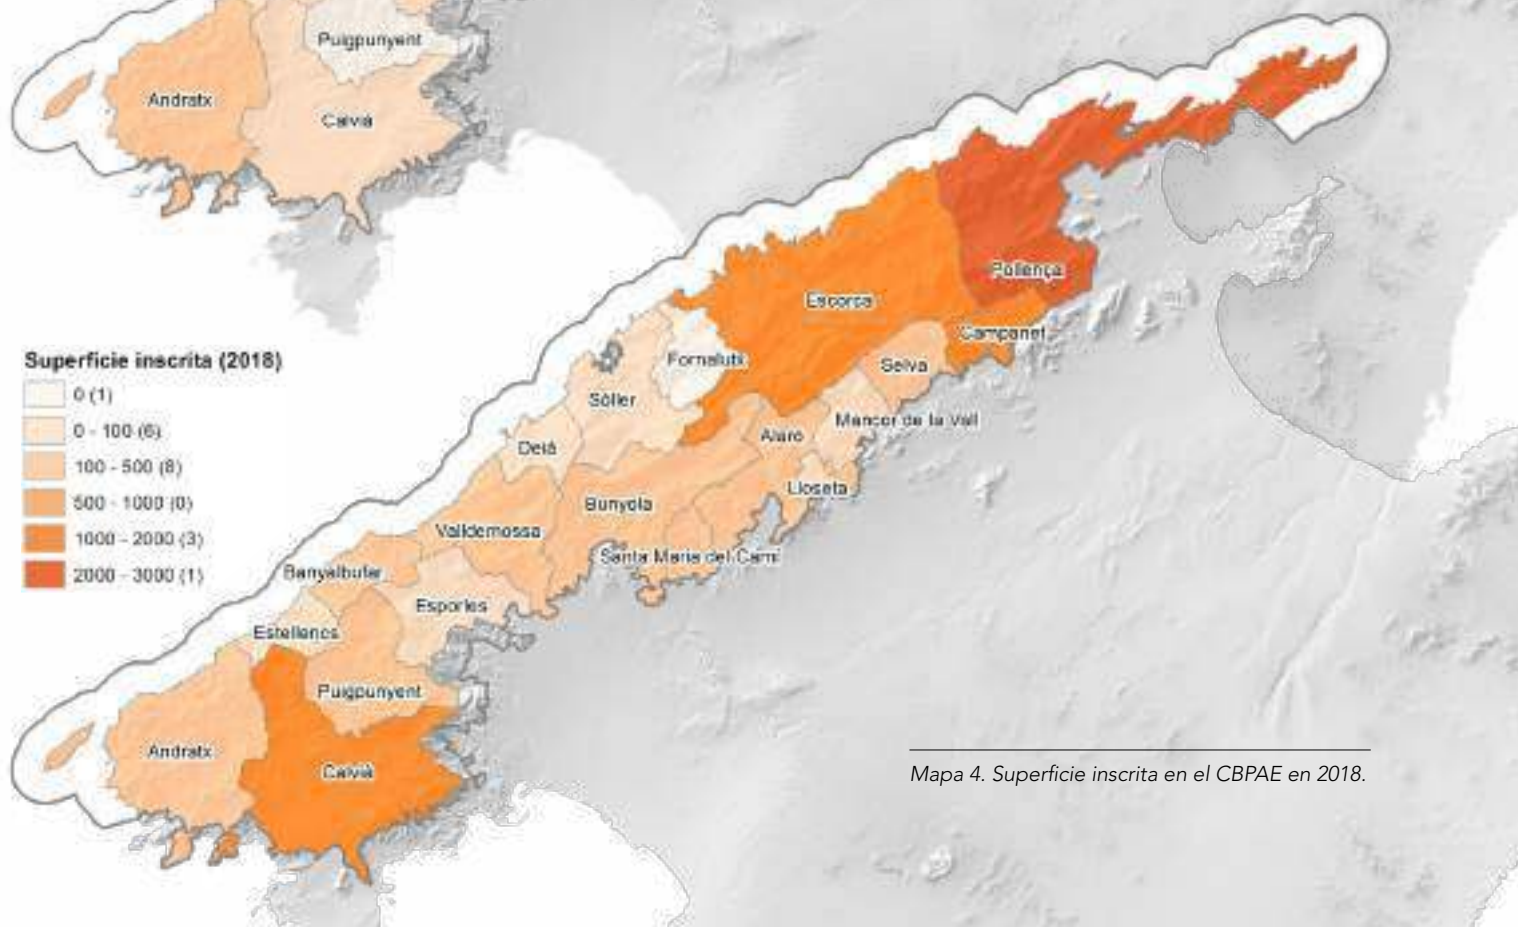 Puigpunyent
Andratx
Calvià
Pollença
Escorca
Campanet
Superficie inscrita (2018)
Fornalutx
Selva
0 (1)
Sóller
0 - 100 (6)
Mancor de la Vall
Alaró
Deià
100 - 500 (8)
Lloseta
500 - 1000 (0)
Bunyola
Valldemossa
1000 - 2000 (3)
Santa Maria del Camí
2000 - 3000 (1)
Banyalbufar
Esporles
Estellencs
Puigpunyent
Andratx
Calvià
Mapa 4. Superficie inscrita en el CBPAE en 2018.